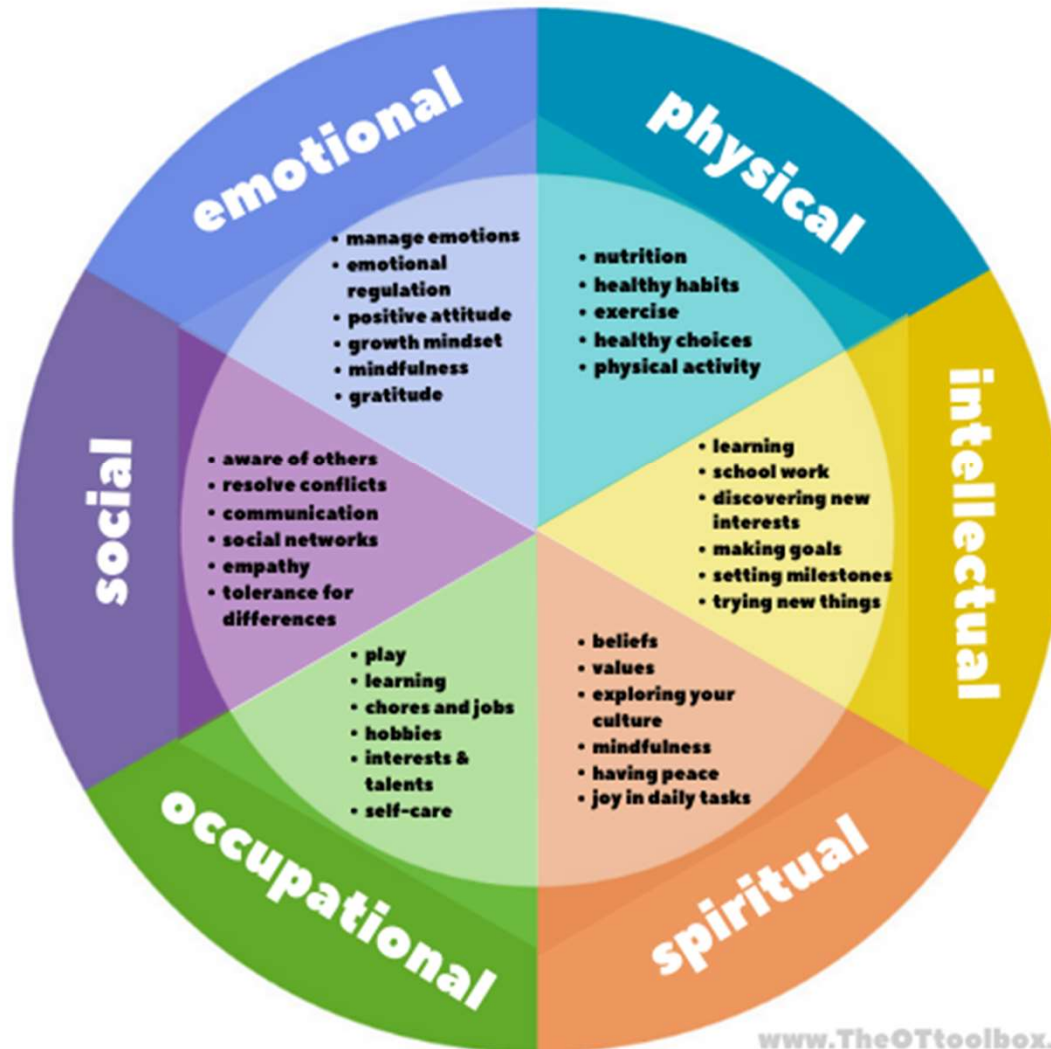 emotional
• manage emotions
• emotional
regulation
• positive attitude
• growth mindset
• mindfulness
• gratitude
physical
• nutrition
• healthy habits
• exercise
• healthy choices
• physical activity
intellectual
• learning
• school work
• discovering new
interests
• making goals
• setting milestones
• trying new things
spiritual
• beliefs
• values
• exploring your
culture
• mindfulness
• having peace
• joy in daily tasks
occupational
• play
• learning
• chores and jobs
• hobbies
• interests &
talents
• self-care
social
• aware of others
• resolve conflicts
• communication
• social networks
• empathy
• tolerance for
differences
www.TheOTtoolbox.